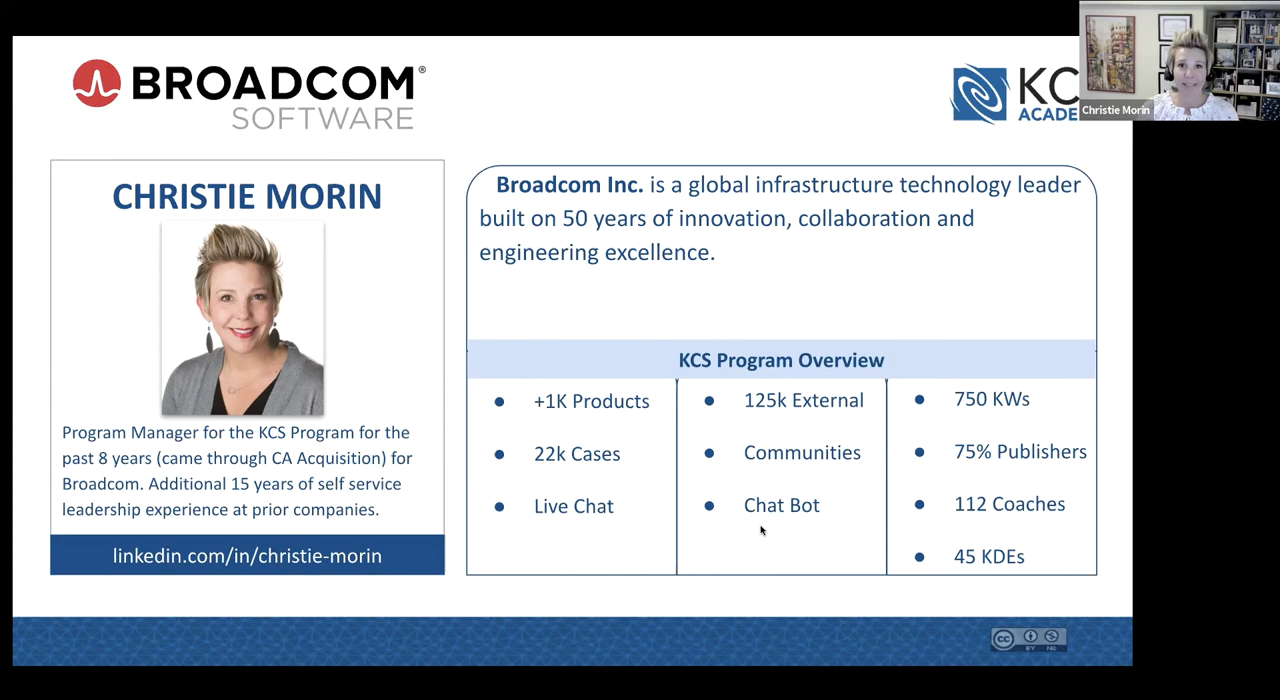 BROADCOM®
SOFTWARE
KC
ACADE
Christie Morin
CHRISTIE MORIN
Program Manager for the KCS Program for the
past 8 years (came through CA Acquisition) for
Broadcom. Additional 15 years of self service
leadership experience at prior companies.
linkedin.com/in/christie-morin
Broadcom Inc. is a global infrastructure technology leader
built on 50 years of innovation, collaboration and
engineering excellence.
KCS Program Overview
● +1K Products
● 22k Cases
● Live Chat
● 125k External
● Communities
● Chat Bot
● 750 KWs
● 75% Publishers
● 112 Coaches
● 45 KDEs
cc
BY NC